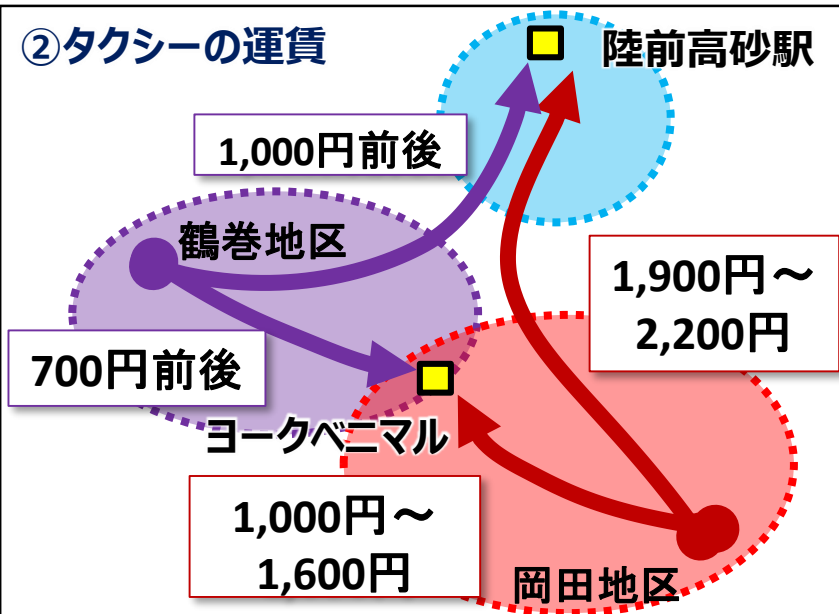 ②タクシーの運賃
陸前高砂駅
1,000円前後
鶴巻地区
1,900円～
2,200円
700円前後
ヨークベニマル
1,000円～
1,600円
岡田地区